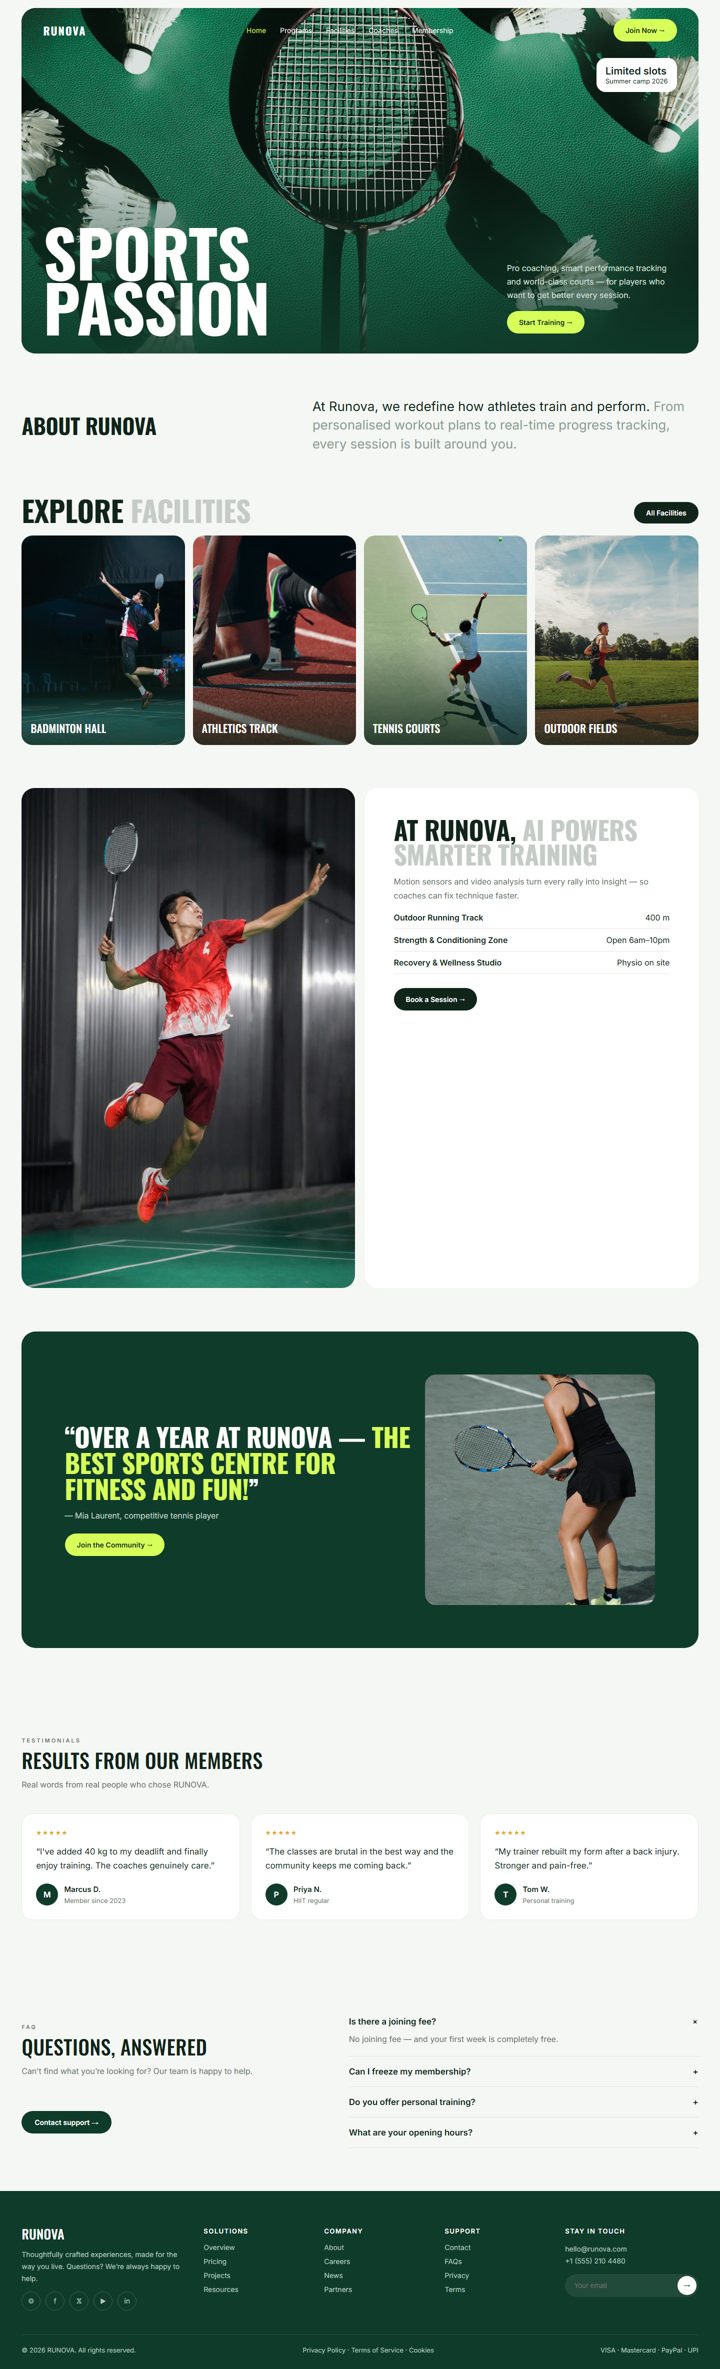 RUNOVA
Home Programs Facilities Coaches Membership
Join Now →
Limited slots
Summer camp 2026
SPORTS
PASSION
Pro coaching, smart performance tracking
and world-class courts — for players who
want to get better every session.
Start Training →
ABOUT RUNOVA
At Runova, we redefine how athletes train and perform. From
personalised workout plans to real-time progress tracking,
every session is built around you.
EXPLORE FACILITIES
All Facilities
BADMINTON HALL
ATHLETICS TRACK
TENNIS COURTS
OUTDOOR FIELDS
AT RUNOVA, AI POWERS
SMARTER TRAINING
Motion sensors and video analysis turn every rally into insight — so
coaches can fix technique faster.
Outdoor Running Track 400 m
Strength & Conditioning Zone Open 6am–10pm
Recovery & Wellness Studio Physio on site
Book a Session →
“OVER A YEAR AT RUNOVA — THE
BEST SPORTS CENTRE FOR
FITNESS AND FUN!”
— Mia Laurent, competitive tennis player
Join the Community →
TESTIMONIALS
RESULTS FROM OUR MEMBERS
Real words from real people who chose RUNOVA.
★★★★★
“I've added 40 kg to my deadlift and finally
enjoy training. The coaches genuinely care.”
M
Marcus D.
Member since 2023
★★★★★
“The classes are brutal in the best way and the
community keeps me coming back.”
P
Priya N.
HIIT regular
★★★★★
“My trainer rebuilt my form after a back injury.
Stronger and pain-free.”
T
Tom W.
Personal training
FAQ
QUESTIONS, ANSWERED
Can't find what you're looking for? Our team is happy to help.
Contact support →
Is there a joining fee? ×
No joining fee — and your first week is completely free.
Can I freeze my membership? +
Do you offer personal training? +
What are your opening hours? +
RUNOVA
Thoughtfully crafted experiences, made for the
way you live. Questions? We're always happy to
help.
f 𝕏 ▶ in
SOLUTIONS
Overview
Pricing
Projects
Resources
COMPANY
About
Careers
News
Partners
SUPPORT
Contact
FAQs
Privacy
Terms
STAY IN TOUCH
hello@runova.com
+1 (555) 210 4480
Your email →
© 2026 RUNOVA. All rights reserved.
Privacy Policy · Terms of Service · Cookies
VISA · Mastercard · PayPal · UPI